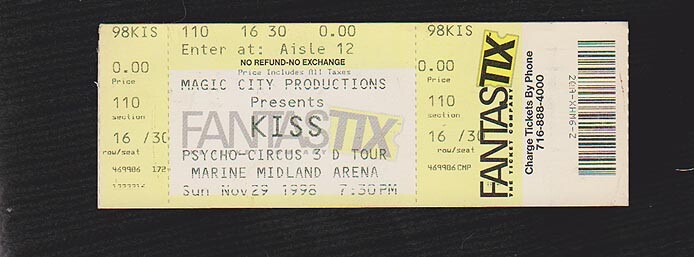 98KIS
0.00
Price
110
section
16 /30
row/seat
469906 172
110 16 30 0.00
Enter at: Aisle 12
NO REFUND-NO EXCHANGE
Price Includes All Taxes
MAGIC CITY PRODUCTIONS
Presents
FANTASTIX
KISS
PSYCHO-CIRCUS 3 D TOUR
MARINE MIDLAND ARENA
Sun Nov29 1998 7:30PM
98KIS
0.00
Price
110
section
16 /30
row/seat
469906 CMP
FANTASTIX
THE TICKET COMPANY
Charge Tickets By Phone
716-888-4000